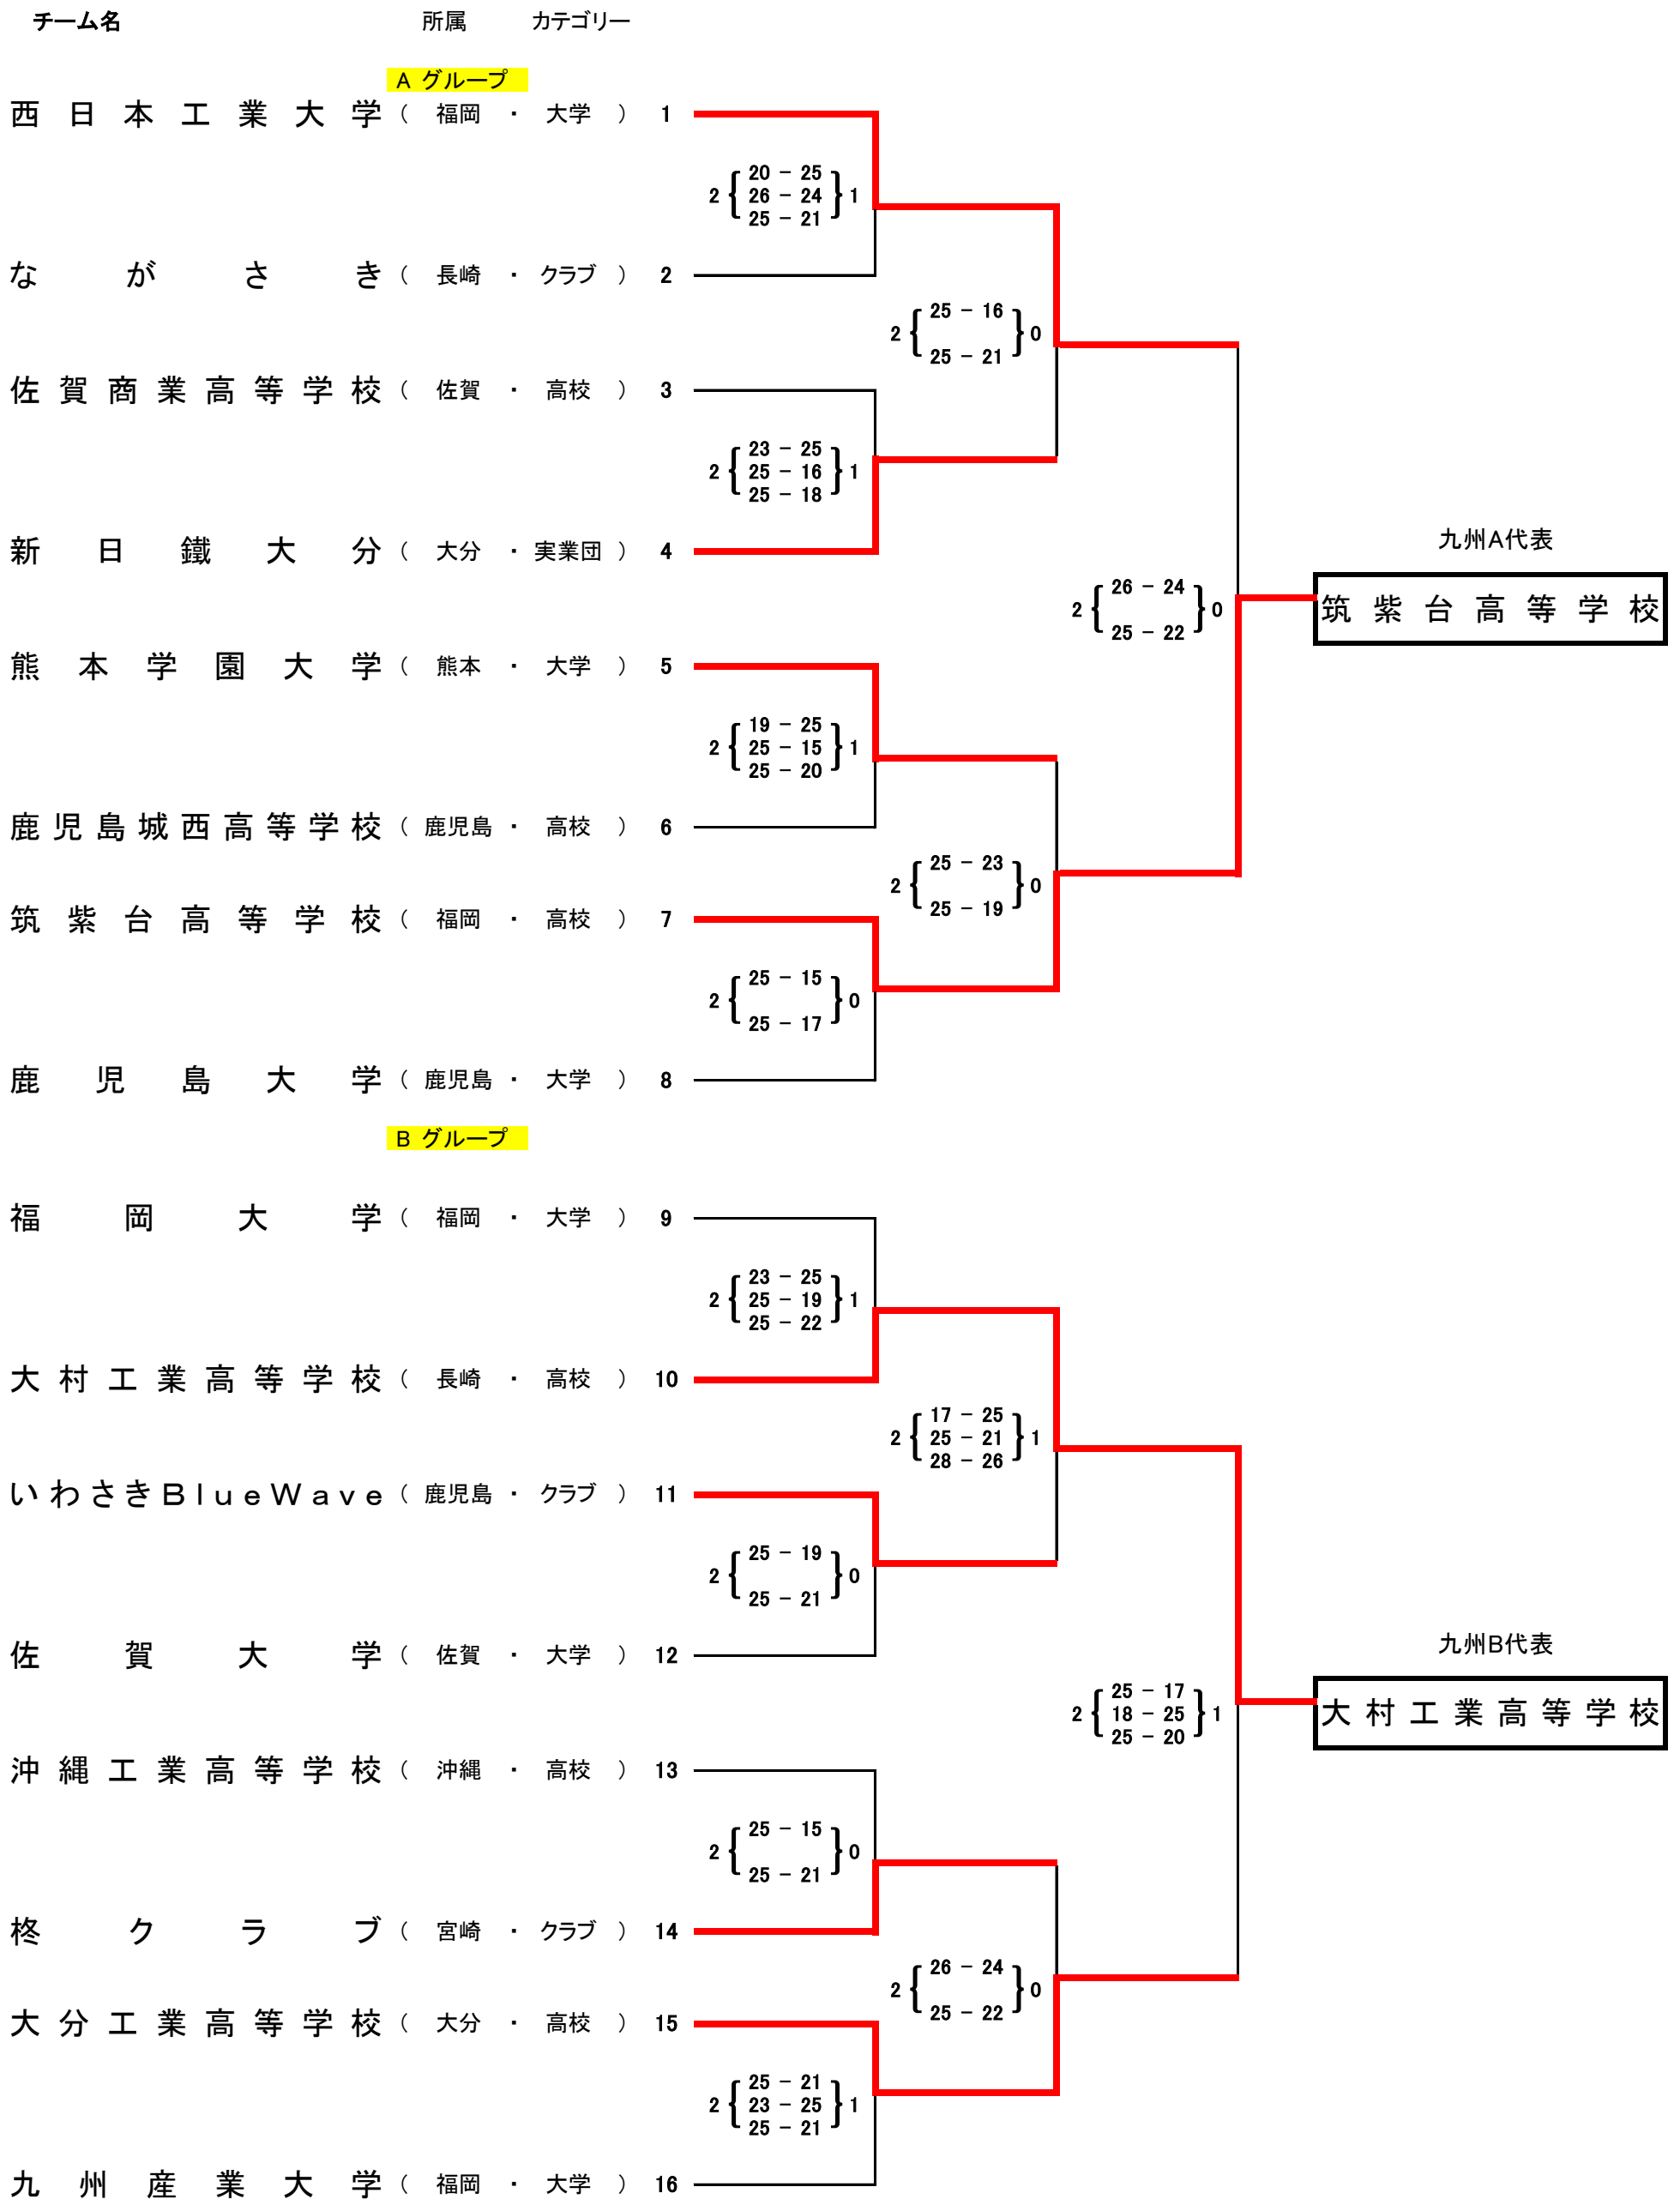 チーム名 所属 カテゴリー
A グループ
西日本工業大学 ( 福岡 ・ 大学 ) 1
20 - 25
2 { 26 - 24 } 1
25 - 21
ながさき ( 長崎 ・ クラブ ) 2
25 - 16
2 { } 0
25 - 21
佐賀商業高等学校 ( 佐賀 ・ 高校 ) 3
23 - 25
2 { 25 - 16 } 1
25 - 18
九州A代表
新日鐵大分 ( 大分 ・ 実業団 ) 4
26 - 24
2 { } 0 筑紫台高等学校
25 - 22
熊本学園大学 ( 熊本 ・ 大学 ) 5
19 - 25
2 { 25 - 15 } 1
25 - 20
鹿児島城西高等学校 ( 鹿児島 ・ 高校 ) 6
25 - 23
2 { } 0
25 - 19
筑紫台高等学校 ( 福岡 ・ 高校 ) 7
25 - 15
2 { } 0
25 - 17
鹿児島大学 ( 鹿児島 ・ 大学 ) 8
B グループ
福岡大学 ( 福岡 ・ 大学 ) 9
23 - 25
2 { 25 - 19 } 1
25 - 22
大村工業高等学校 ( 長崎 ・ 高校 ) 10
17 - 25
2 { 25 - 21 } 1
28 - 26
いわさきBlueWave ( 鹿児島 ・ クラブ ) 11
25 - 19
2 { } 0
25 - 21
九州B代表
佐賀大学 ( 佐賀 ・ 大学 ) 12
25 - 17
2 { 18 - 25 } 1 大村工業高等学校
25 - 20
沖縄工業高等学校 ( 沖縄 ・ 高校 ) 13
25 - 15
2 { } 0
25 - 21
柊クラブ ( 宮崎 ・ クラブ ) 14
26 - 24
2 { } 0
25 - 22
大分工業高等学校 ( 大分 ・ 高校 ) 15
25 - 21
2 { 23 - 25 } 1
25 - 21
九州産業大学 ( 福岡 ・ 大学 ) 16